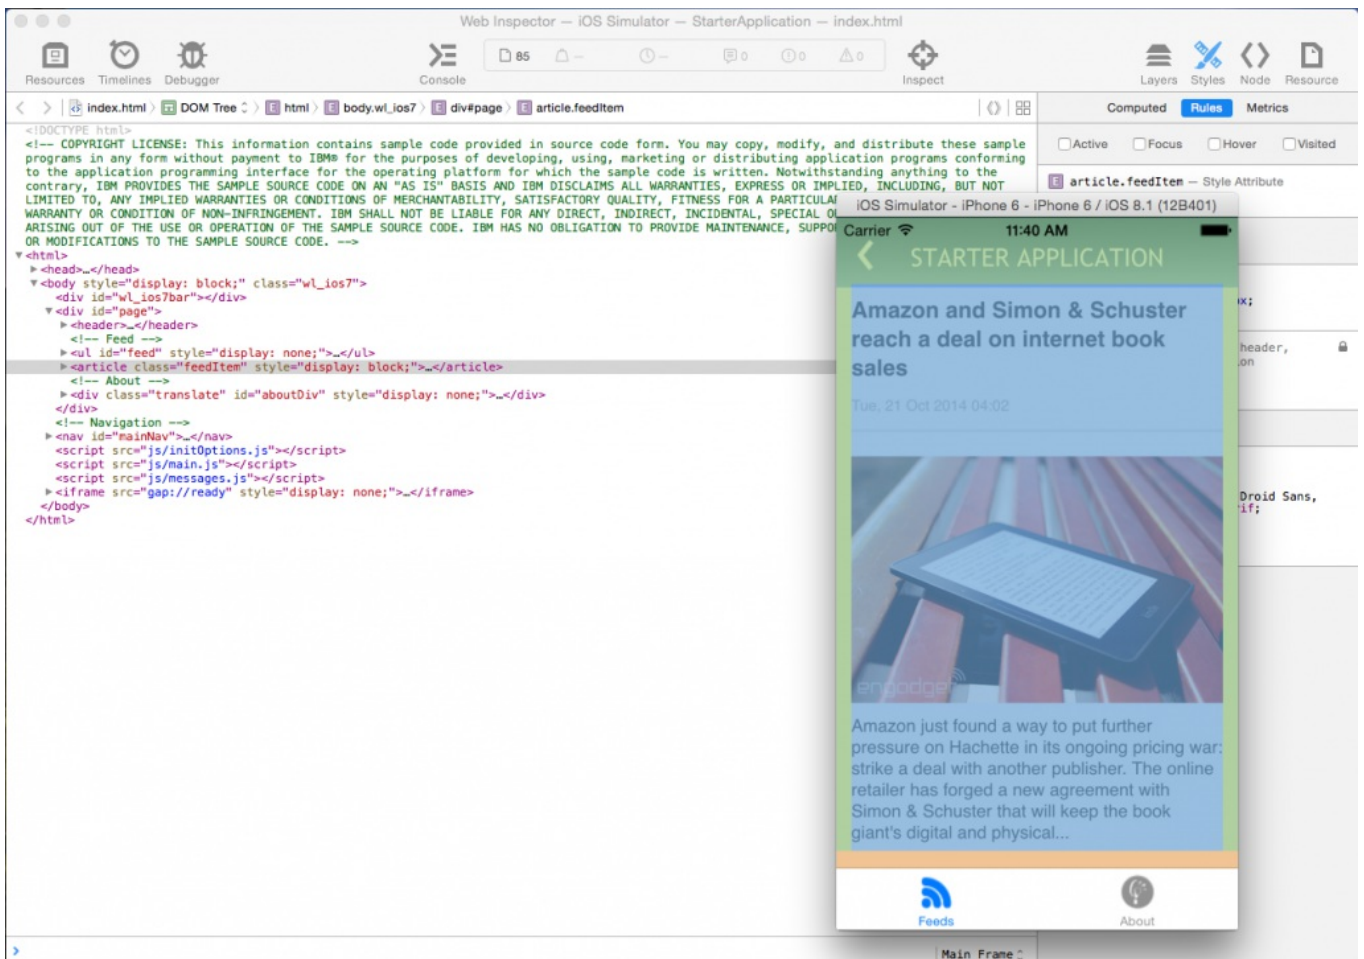 Web Inspector — iOS Simulator — StarterApplication — index.html
Resources Timelines Debugger Console 85 – – 0 0 0 Inspect Layers Styles Node Resource
index.html DOM Tree html body.wl_ios7 div#page article.feedItem
Computed Rules Metrics
Active Focus Hover Visited
article.feedItem — Style Attribute
<!DOCTYPE html>
<!-- COPYRIGHT LICENSE: This information contains sample code provided in source code form. You may copy, modify, and distribute these sample
programs in any form without payment to IBM® for the purposes of developing, using, marketing or distributing application programs conforming
to the application programming interface for the operating platform for which the sample code is written. Notwithstanding anything to the
contrary, IBM PROVIDES THE SAMPLE SOURCE CODE ON AN "AS IS" BASIS AND IBM DISCLAIMS ALL WARRANTIES, EXPRESS OR IMPLIED, INCLUDING, BUT NOT
LIMITED TO, ANY IMPLIED WARRANTIES OR CONDITIONS OF MERCHANTABILITY, SATISFACTORY QUALITY, FITNESS FOR A PARTICULA
WARRANTY OR CONDITION OF NON-INFRINGEMENT. IBM SHALL NOT BE LIABLE FOR ANY DIRECT, INDIRECT, INCIDENTAL, SPECIAL O
ARISING OUT OF THE USE OR OPERATION OF THE SAMPLE SOURCE CODE. IBM HAS NO OBLIGATION TO PROVIDE MAINTENANCE, SUPPO
OR MODIFICATIONS TO THE SAMPLE SOURCE CODE. -->
<html>
<head>…</head>
<body style="display: block;" class="wl_ios7">
<div id="wl_ios7bar"></div>
<div id="page">
<header>…</header>
<!-- Feed -->
<ul id="feed" style="display: none;">…</ul>
<article class="feedItem" style="display: block;">…</article>
<!-- About -->
<div class="translate" id="aboutDiv" style="display: none;">…</div>
</div>
<!-- Navigation -->
<nav id="mainNav">…</nav>
<script src="js/initOptions.js"></script>
<script src="js/main.js"></script>
<script src="js/messages.js"></script>
<iframe src="gap://ready" style="display: none;">…</iframe>
</body>
</html>
iOS Simulator - iPhone 6 - iPhone 6 / iOS 8.1 (12B401)
Carrier 11:40 AM
STARTER APPLICATION
Amazon and Simon & Schuster
reach a deal on internet book
sales
Tue, 21 Oct 2014 04:02
engadget
Amazon just found a way to put further
pressure on Hachette in its ongoing pricing war:
strike a deal with another publisher. The online
retailer has forged a new agreement with
Simon & Schuster that will keep the book
giant's digital and physical...
Feeds About
x;
header,
on
Droid Sans,
if;
Main Frame